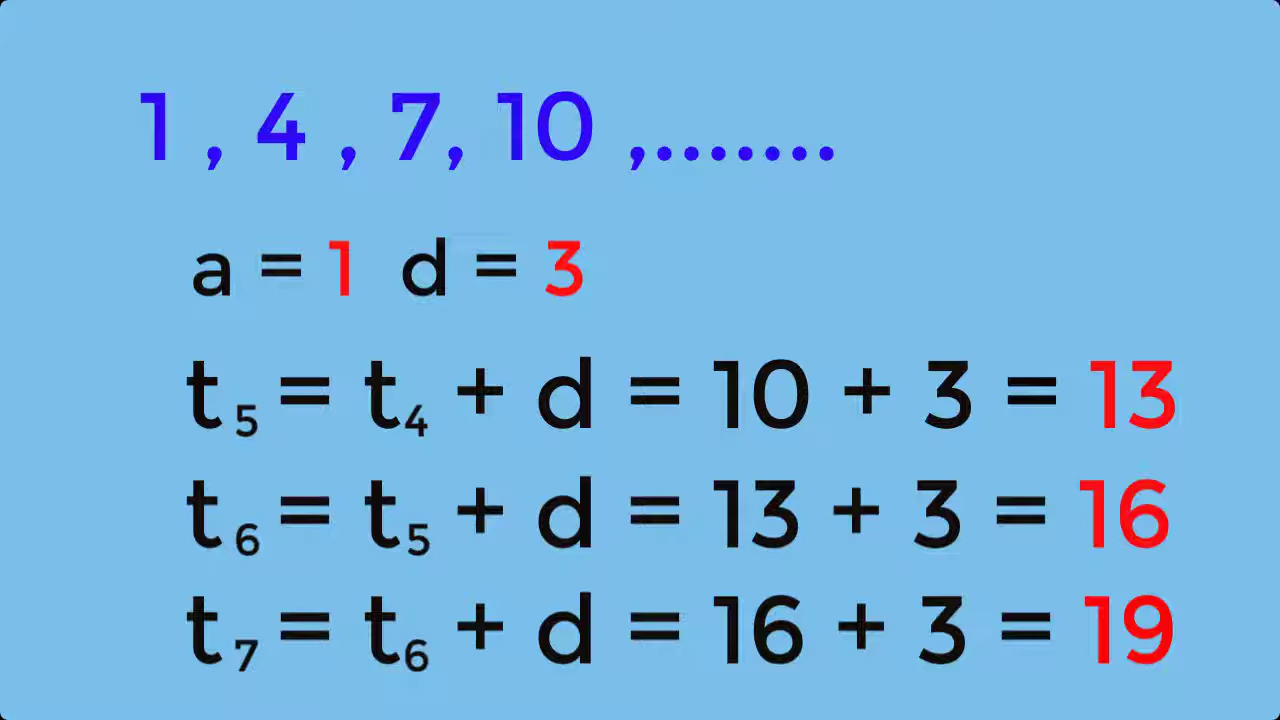 1 , 4 , 7, 10 ,.......
a = 1 d = 3
t₅ = t₄ + d = 10 + 3 = 13
t₆ = t₅ + d = 13 + 3 = 16
t₇ = t₆ + d = 16 + 3 = 19